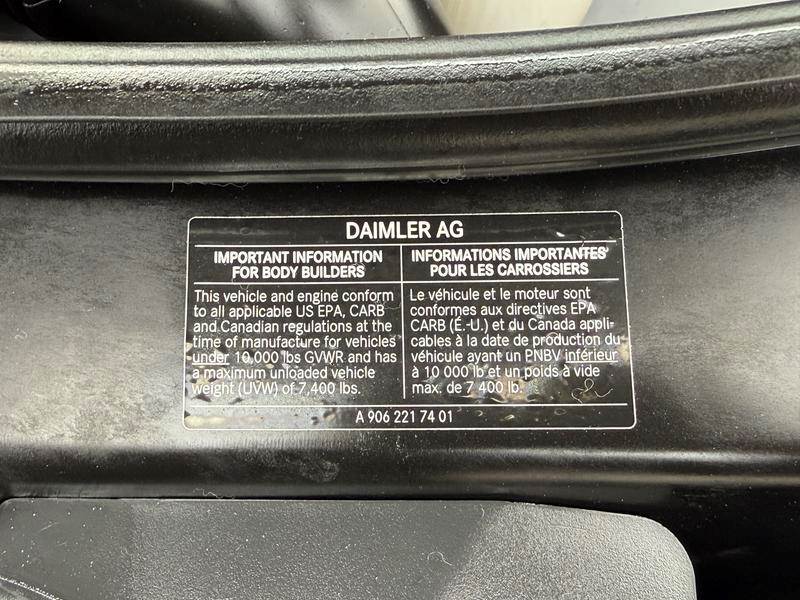 DAIMLER AG
IMPORTANT INFORMATION
FOR BODY BUILDERS
This vehicle and engine conform
to all applicable US EPA, CARB
and Canadian regulations at the
time of manufacture for vehicles
under 10,000 lbs GVWR and has
a maximum unloaded vehicle
weight (UVW) of 7,400 lbs.
INFORMATIONS IMPORTANTES
POUR LES CARROSSIERS
Le véhicule et le moteur sont
conformes aux directives EPA
CARB (É.-U.) et du Canada appli-
cables à la date de production du
véhicule ayant un PNBV inférieur
à 10 000 lb et un poids à vide
max. de 7 400 lb.
A 906 221 74 01